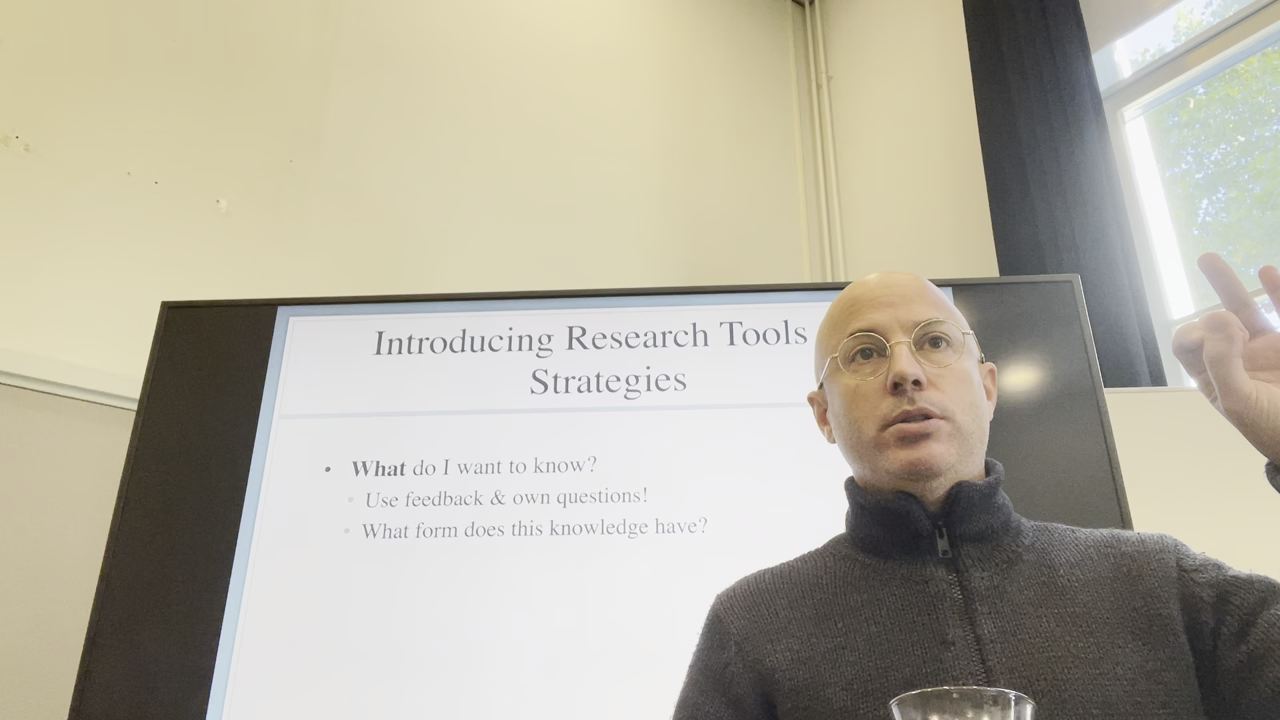 Introducing Research Tools
Strategies
• What do I want to know?
• Use feedback & own questions!
• What form does this knowledge have?